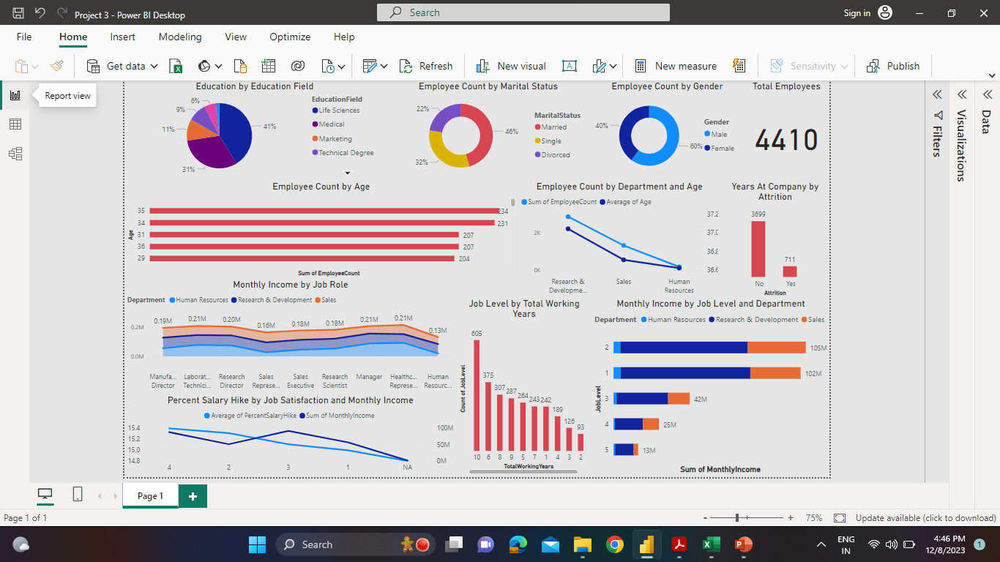 Project 3 - Power BI Desktop
Search
Sign in
File Home Insert Modeling View Optimize Help
Get data
Refresh
New visual
New measure
Sensitivity
Publish
Report view
Education by Education Field
6%
9%
11%
31%
41%
EducationField
Life Sciences
Medical
Marketing
Technical Degree
Employee Count by Marital Status
22%
32%
46%
MaritalStatus
Married
Single
Divorced
Employee Count by Gender
40%
60%
Gender
Male
Female
Total Employees
4410
Filters
Visualizations
Data
Employee Count by Age
Age
35 234
34 231
31 207
36 207
29 204
Sum of EmployeeCount
Employee Count by Department and Age
Sum of EmployeeCount Average of Age
2K
0K
37.2
37.0
36.8
36.6
Research & Developme...
Sales
Human Resources
Years At Company by
Attrition
3699
711
No Yes
Attrition
Monthly Income by Job Role
Department Human Resources Research & Development Sales
0.2M
0.0M
0.19M 0.21M 0.20M 0.16M 0.18M 0.18M 0.21M 0.21M 0.13M
Manufa... Laborat... Research Sales Sales Research Manager Healthc... Human
Director Technici... Director Represe... Executive Scientist Represe... Resourc...
Job Level by Total Working
Years
Count of JobLevel
605 375 307 287 264 243 242 189 126 93
10 6 8 9 5 7 1 4 3 2
TotalWorkingYears
Monthly Income by Job Level and Department
Department Human Resources Research & Development Sales
JobLevel
2 105M
1 102M
3 42M
4 25M
5 13M
Sum of MonthlyIncome
Percent Salary Hike by Job Satisfaction and Monthly Income
Average of PercentSalaryHike Sum of MonthlyIncome
15.4
15.2
15.0
14.8
100M
50M
0M
4 2 3 1 NA
Page 1
Page 1 of 1
- + 75%
Update available (click to download)
Search
ENG
IN
4:46 PM
12/8/2023
1